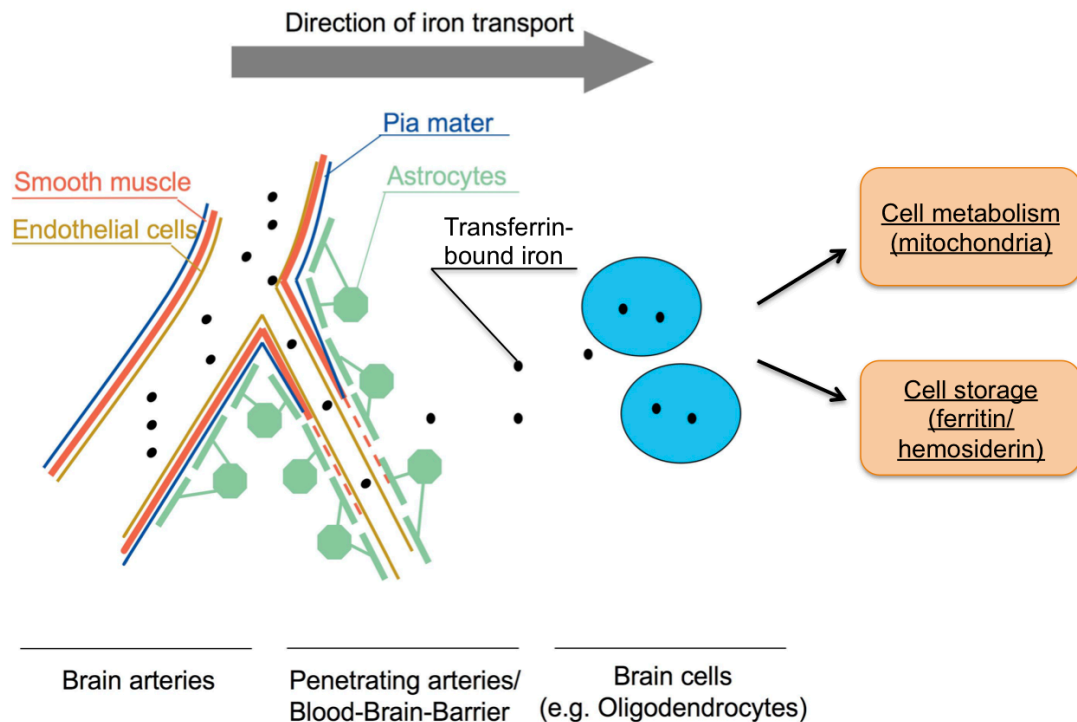 Direction of iron transport
Pia mater
Smooth muscle
Astrocytes
Endothelial cells
Transferrin-
bound iron
Cell metabolism
(mitochondria)
Cell storage
(ferritin/
hemosiderin)
Brain arteries
Penetrating arteries/
Blood-Brain-Barrier
Brain cells
(e.g. Oligodendrocytes)